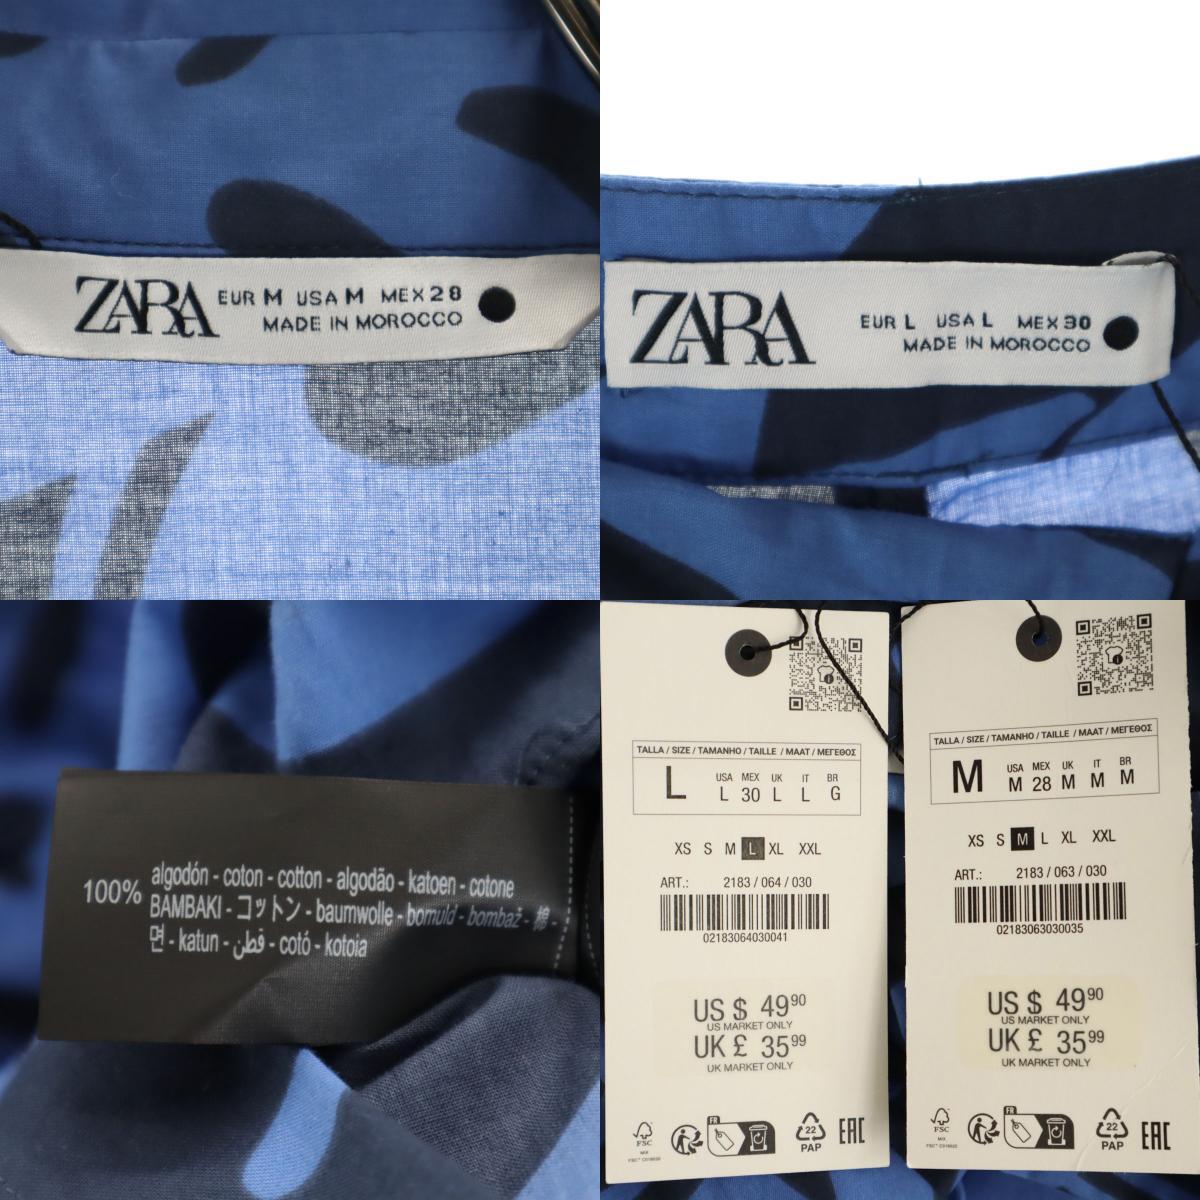 ZARA EUR M USA M MEX 28
MADE IN MOROCCO
ZARA EUR L USA L MEX 30
MADE IN MOROCCO
100% algodón - coton - cotton - algodão - katoen - cotone
BAMBAKI - コットン - baumwolle - bomuld - bombaž - 棉 -
면 - katun - قطن - cotó - kotoia
TALLA / SIZE / TAMANHO / TAILLE / MAAT / ΜΕΓΕΘΟΣ
L
USA MEX UK IT BR
L 30 L L G
XS S M L XL XXL
ART.: 2183 / 064 / 030
02183064030041
US $ 49 90
US MARKET ONLY
UK £ 35 99
UK MARKET ONLY
FSC
MIX
FR
22
PAP
EAC
TALLA / SIZE / TAMANHO / TAILLE / MAAT / ΜΕΓΕΘΟΣ
M
USA MEX UK IT BR
M 28 M M M
XS S M L XL XXL
ART.: 2183 / 063 / 030
02183063030035
US $ 49 90
US MARKET ONLY
UK £ 35 99
UK MARKET ONLY
FSC
MIX
FR
22
PAP
EAC